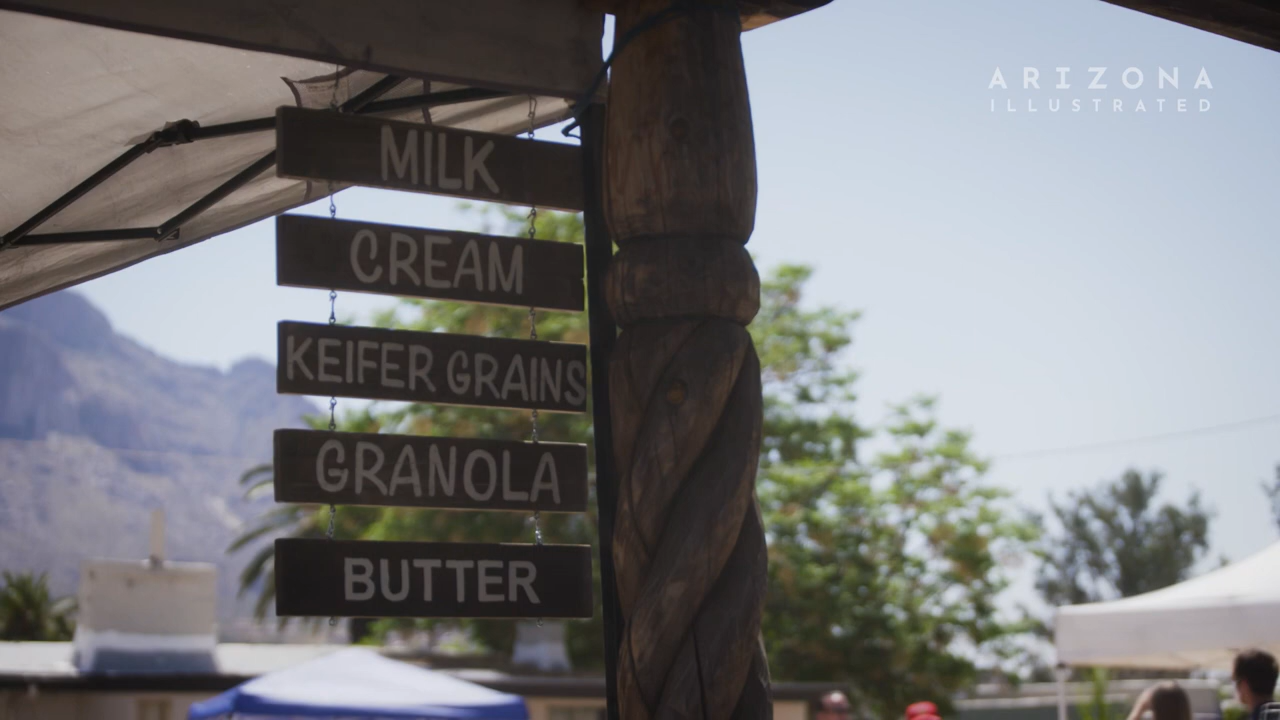 ARIZONA
ILLUSTRATED
MILK
CREAM
KEIFER GRAINS
GRANOLA
BUTTER